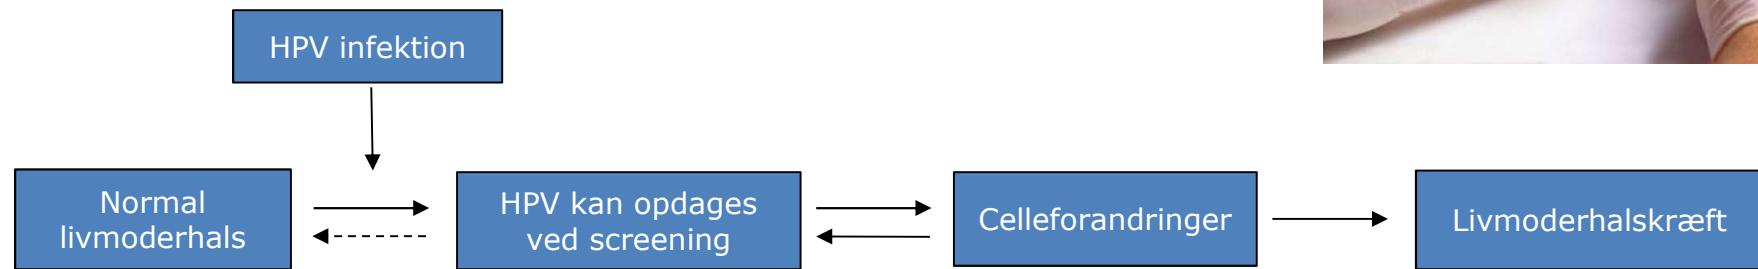 HPV infektion
Normal
livmoderhals
HPV kan opdages
ved screening
Celleforandringer
Livmoderhalskræft